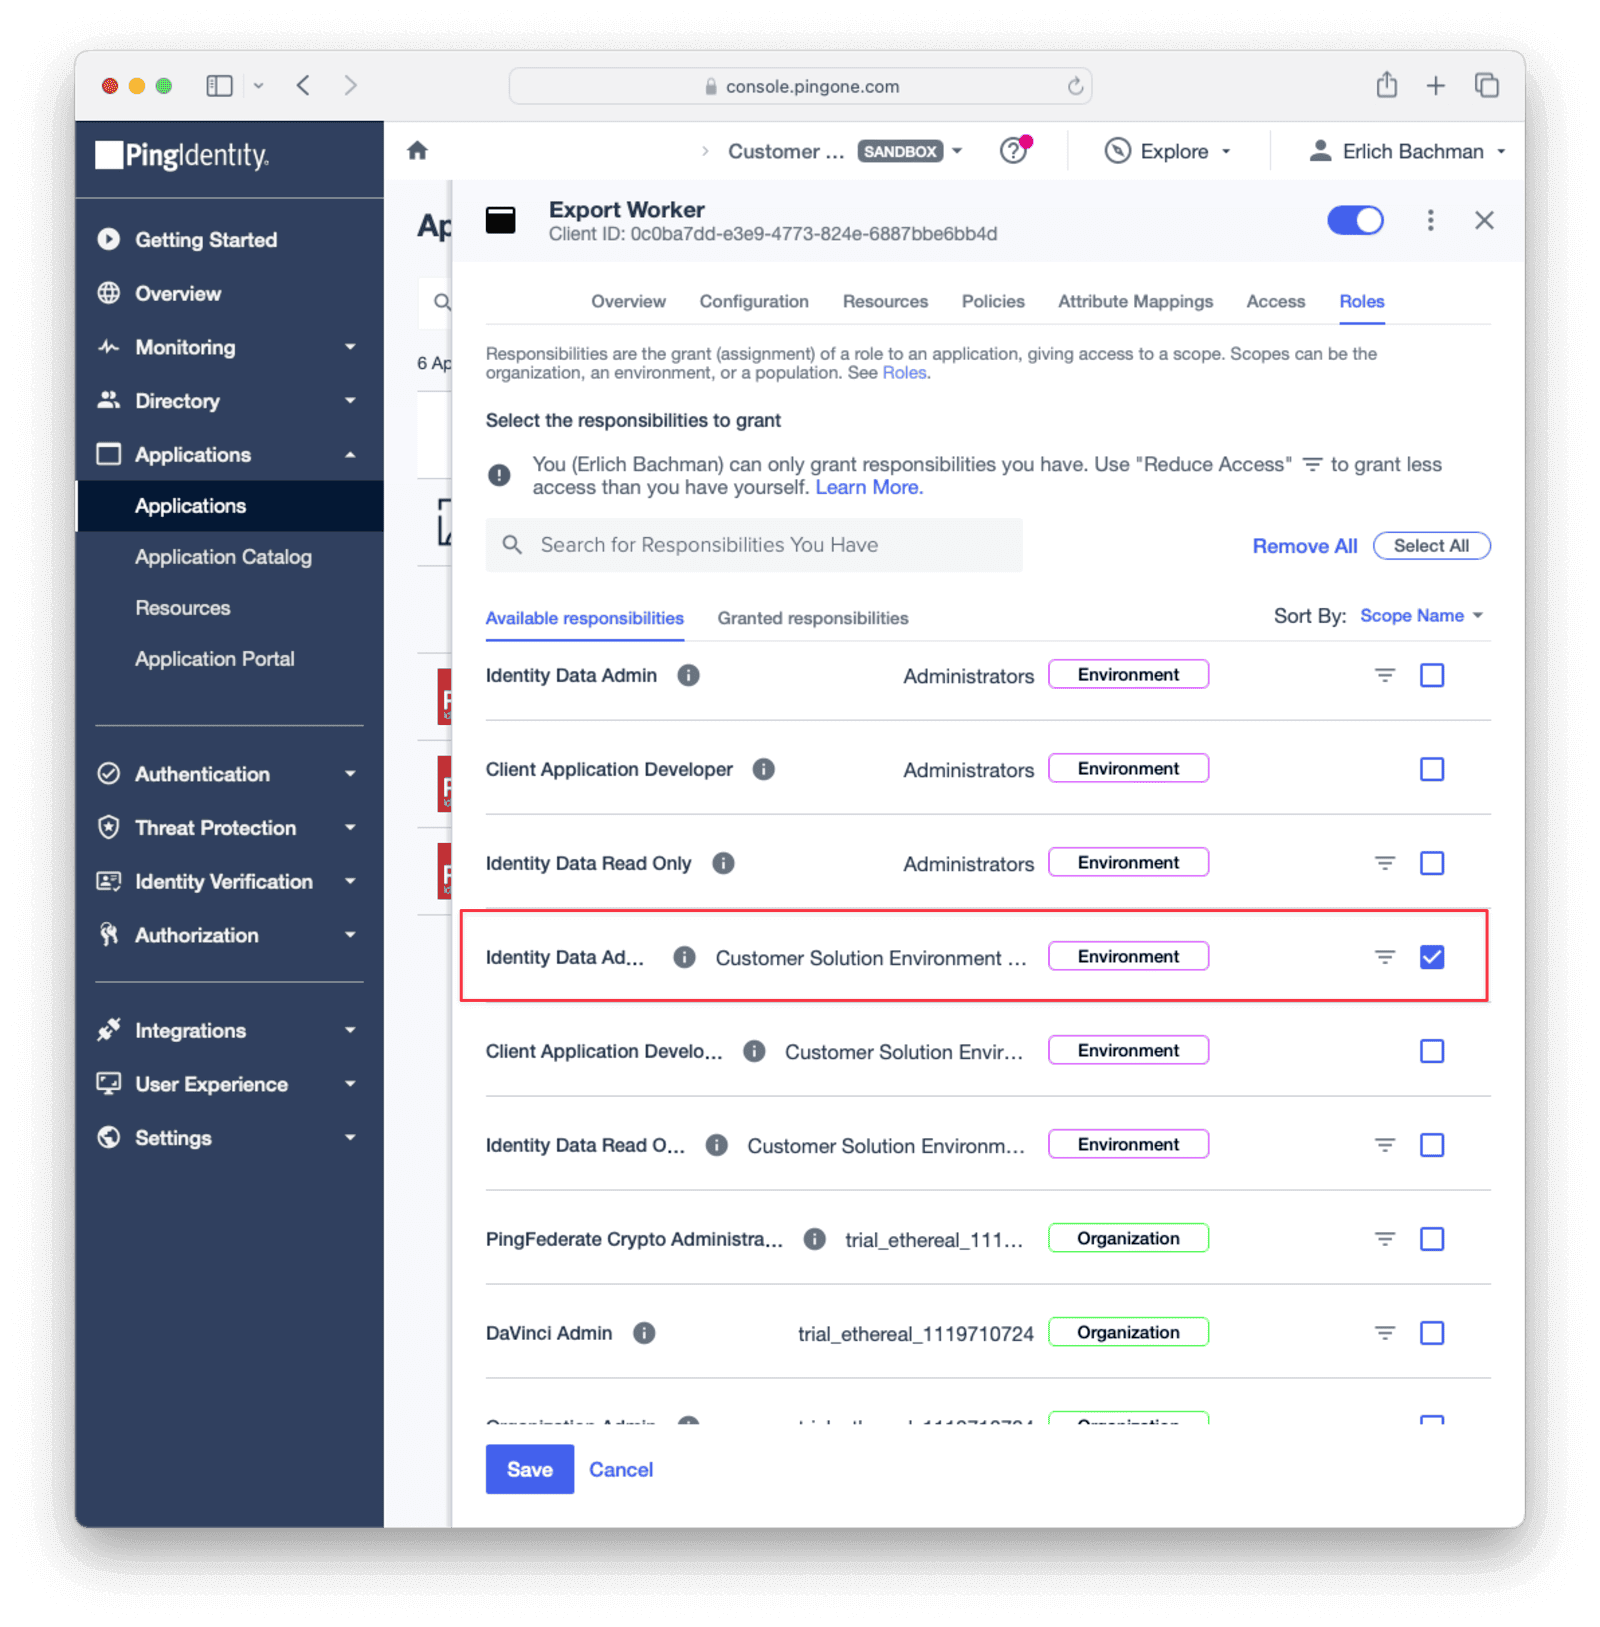 console.pingone.com
PingIdentity
Customer ... SANDBOX
Explore
Erlich Bachman
Getting Started
Overview
Monitoring
Directory
Applications
Applications
Application Catalog
Resources
Application Portal
Authentication
Threat Protection
Identity Verification
Authorization
Integrations
User Experience
Settings
Ap
6 Ap
Export Worker
Client ID: 0c0ba7dd-e3e9-4773-824e-6887bbe6bb4d
Overview Configuration Resources Policies Attribute Mappings Access Roles
Responsibilities are the grant (assignment) of a role to an application, giving access to a scope. Scopes can be the
organization, an environment, or a population. See Roles.
Select the responsibilities to grant
You (Erlich Bachman) can only grant responsibilities you have. Use "Reduce Access" to grant less
access than you have yourself. Learn More.
Search for Responsibilities You Have
Remove All Select All
Available responsibilities Granted responsibilities
Sort By: Scope Name
Identity Data Admin Administrators Environment
Client Application Developer Administrators Environment
Identity Data Read Only Administrators Environment
Identity Data Ad... Customer Solution Environment ... Environment
Client Application Develo... Customer Solution Envir... Environment
Identity Data Read O... Customer Solution Environm... Environment
PingFederate Crypto Administra... trial_ethereal_111... Organization
DaVinci Admin trial_ethereal_1119710724 Organization
Organization Admin trial_ethereal_1119710724 Organization
Save Cancel